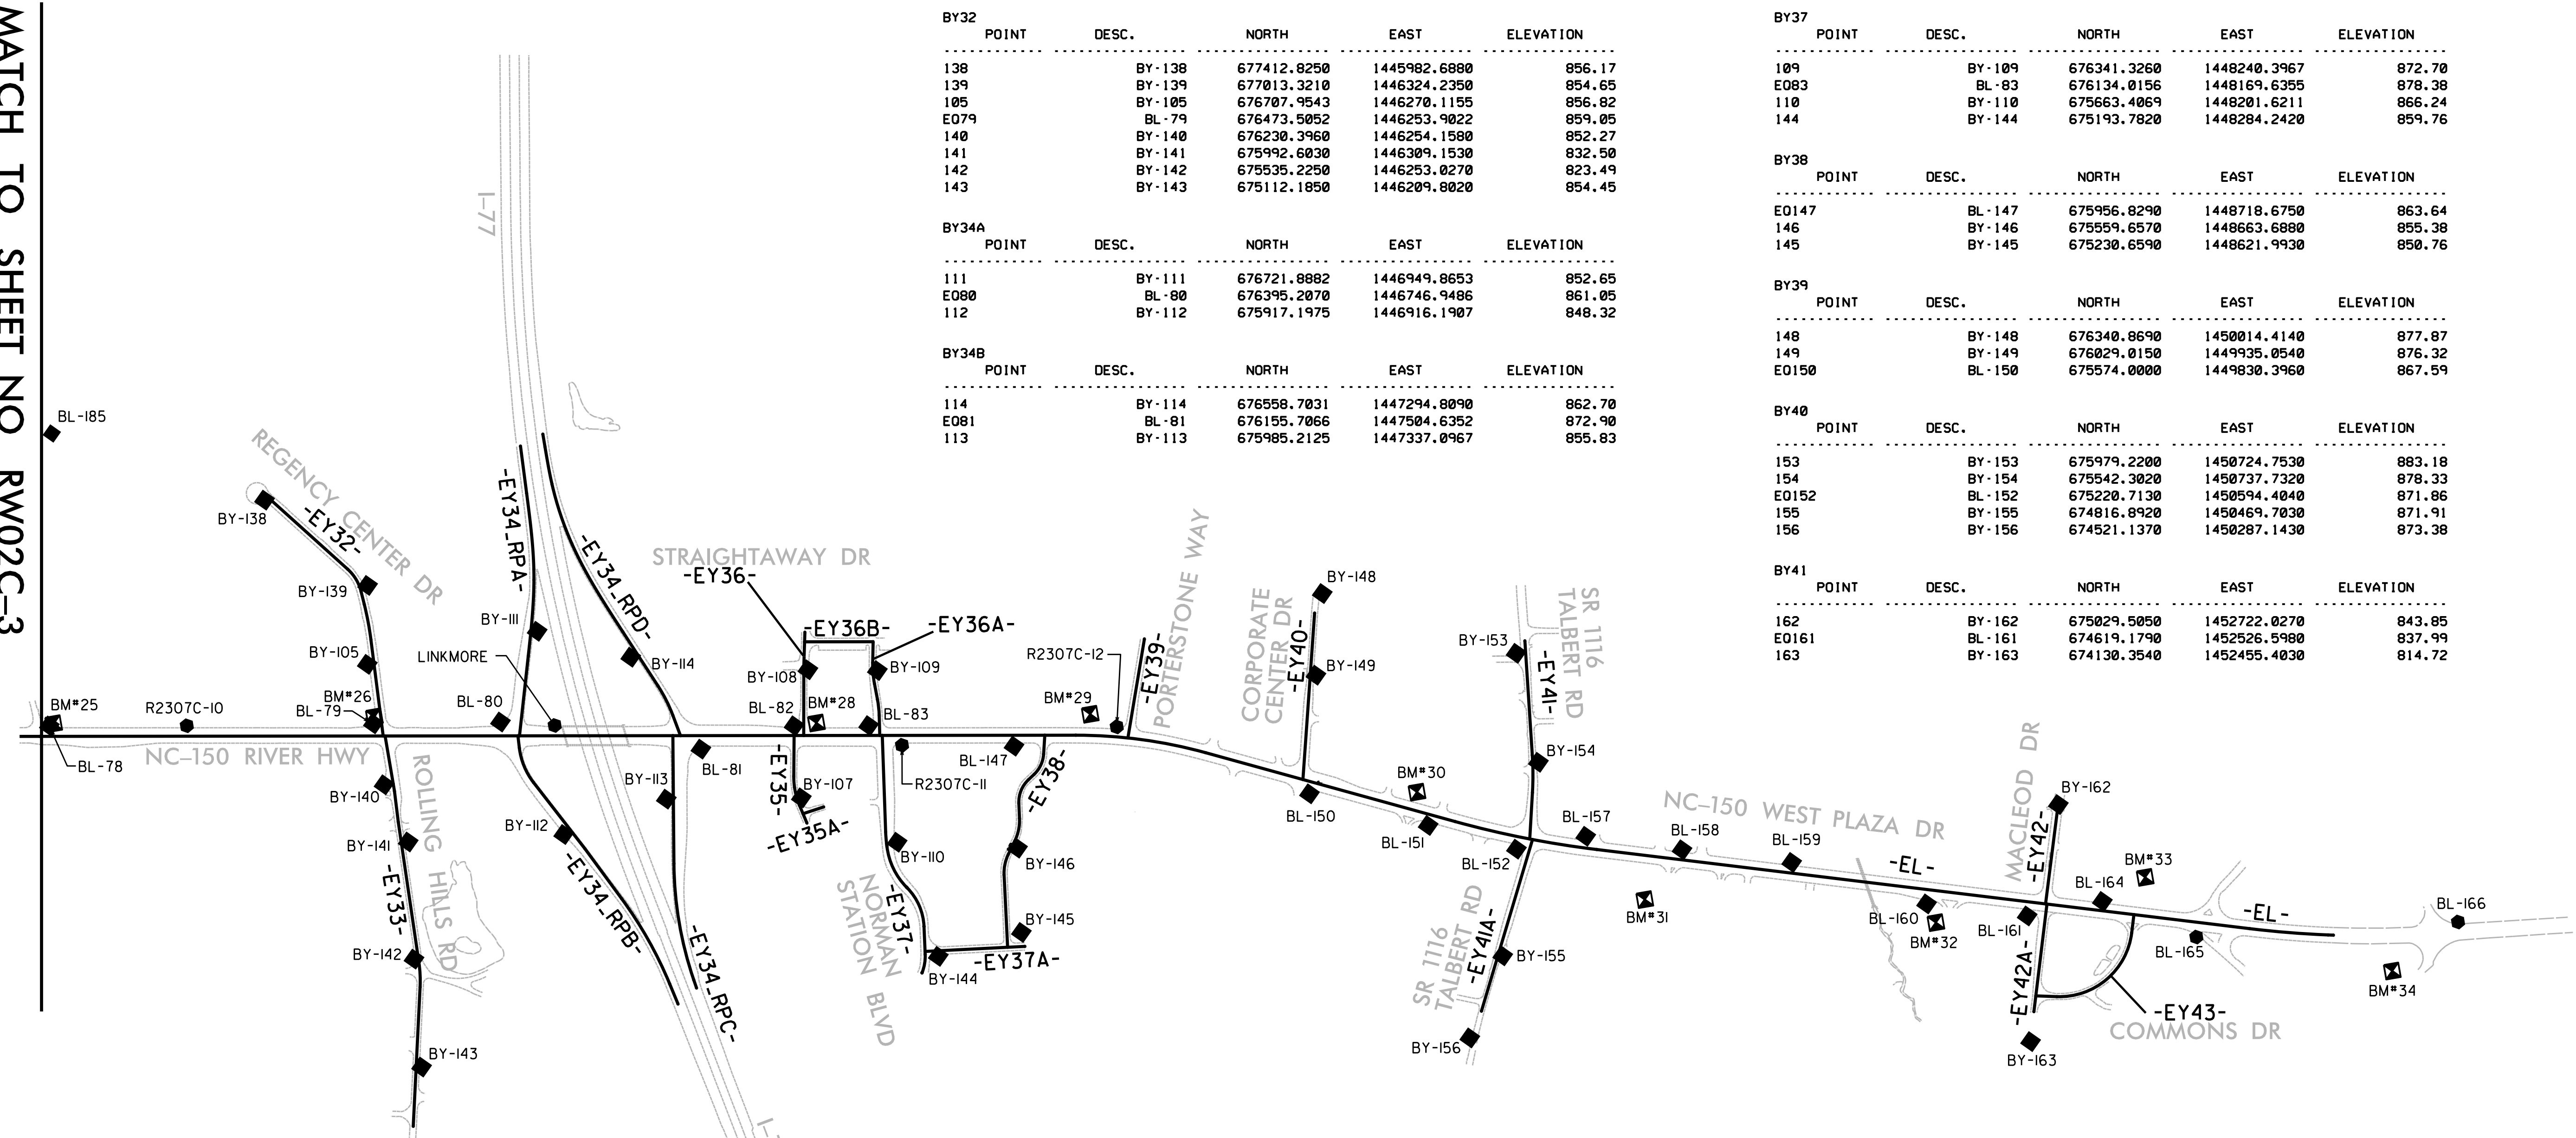 MATCH TO SHEET NO RW02C-3
BY32
POINT DESC. NORTH EAST ELEVATION
138 BY-138 677412.8250 1445982.6880 856.17
139 BY-139 677013.3210 1446324.2350 854.65
105 BY-105 676707.9543 1446270.1155 856.82
EQ79 BL-79 676473.5052 1446253.9022 859.05
140 BY-140 676230.3960 1446254.1580 852.27
141 BY-141 675992.6030 1446309.1530 832.50
142 BY-142 675535.2250 1446253.0270 823.49
143 BY-143 675112.1850 1446209.8020 854.45
BY34A
POINT DESC. NORTH EAST ELEVATION
111 BY-111 676721.8882 1446949.8653 852.65
EQ80 BL-80 676395.2070 1446746.9486 861.05
112 BY-112 675917.1975 1446916.1907 848.32
BY34B
POINT DESC. NORTH EAST ELEVATION
114 BY-114 676558.7031 1447294.8090 862.70
EQ81 BL-81 676155.7066 1447504.6352 872.90
113 BY-113 675985.2125 1447337.0967 855.83
BY37
POINT DESC. NORTH EAST ELEVATION
109 BY-109 676341.3260 1448240.3967 872.70
EQ83 BL-83 676134.0156 1448169.6355 878.38
110 BY-110 675663.4069 1448201.6211 866.24
144 BY-144 675193.7820 1448284.2420 859.76
BY38
POINT DESC. NORTH EAST ELEVATION
EQ147 BL-147 675956.8290 1448718.6750 863.64
146 BY-146 675559.6570 1448663.6880 855.38
145 BY-145 675230.6590 1448621.9930 850.76
BY39
POINT DESC. NORTH EAST ELEVATION
148 BY-148 676340.8690 1450014.4140 877.87
149 BY-149 676029.0150 1449935.0540 876.32
EQ150 BL-150 675574.0000 1449830.3960 867.59
BY40
POINT DESC. NORTH EAST ELEVATION
153 BY-153 675979.2200 1450724.7530 883.18
154 BY-154 675542.3020 1450737.7320 878.33
EQ152 BL-152 675220.7130 1450594.4040 871.86
155 BY-155 674816.8920 1450469.7030 871.91
156 BY-156 674521.1370 1450287.1430 873.38
BY41
POINT DESC. NORTH EAST ELEVATION
162 BY-162 675029.5050 1452722.0270 843.85
EQ161 BL-161 674619.1790 1452526.5980 837.99
163 BY-163 674130.3540 1452455.4030 814.72
I-77
BL-185
REGENCY CENTER DR
BY-138
-EY32-
BY-139
BY-105
BM#26
BL-79
BM#25
R2307C-10
BL-78
NC-150 RIVER HWY
LINKMORE
BL-80
BY-111
-EY34_RPA-
-EY34_RPD-
BY-114
STRAIGHTAWAY DR
-EY36-
-EY36B-
-EY36A-
BY-108
BY-109
BL-82
BM#28
BL-83
BM#29
R2307C-12
-EY39-
PORTERSTONE WAY
CORPORATE
CENTER DR
-EY40-
BY-148
BY-149
BY-153
-EY41-
SR 1116
TALBERT RD
BY-154
BY-140
BY-141
-EY33-
ROLLING HILLS RD
BY-142
BY-143
BY-112
-EY34_RPB-
BY-113
BL-81
-EY34_RPC-
I-
-EY35-
BY-107
-EY35A-
R2307C-11
BL-147
-EY38-
BY-110
BY-146
-EY37-
NORMAN
STATION BLVD
BY-145
-EY37A-
BY-144
BL-150
BM#30
BL-151
BL-152
BL-157
BL-158
BL-159
NC-150 WEST PLAZA DR
SR 1116
TALBERT RD
-EY41A-
BY-155
BY-156
BM#31
-EL-
MACLEOD DR
-EY42-
BY-162
BL-160
BM#32
BL-161
-EY42A-
BY-163
BL-164
BM#33
BL-165
-EL-
BL-166
BM#34
-EY43-
COMMONS DR